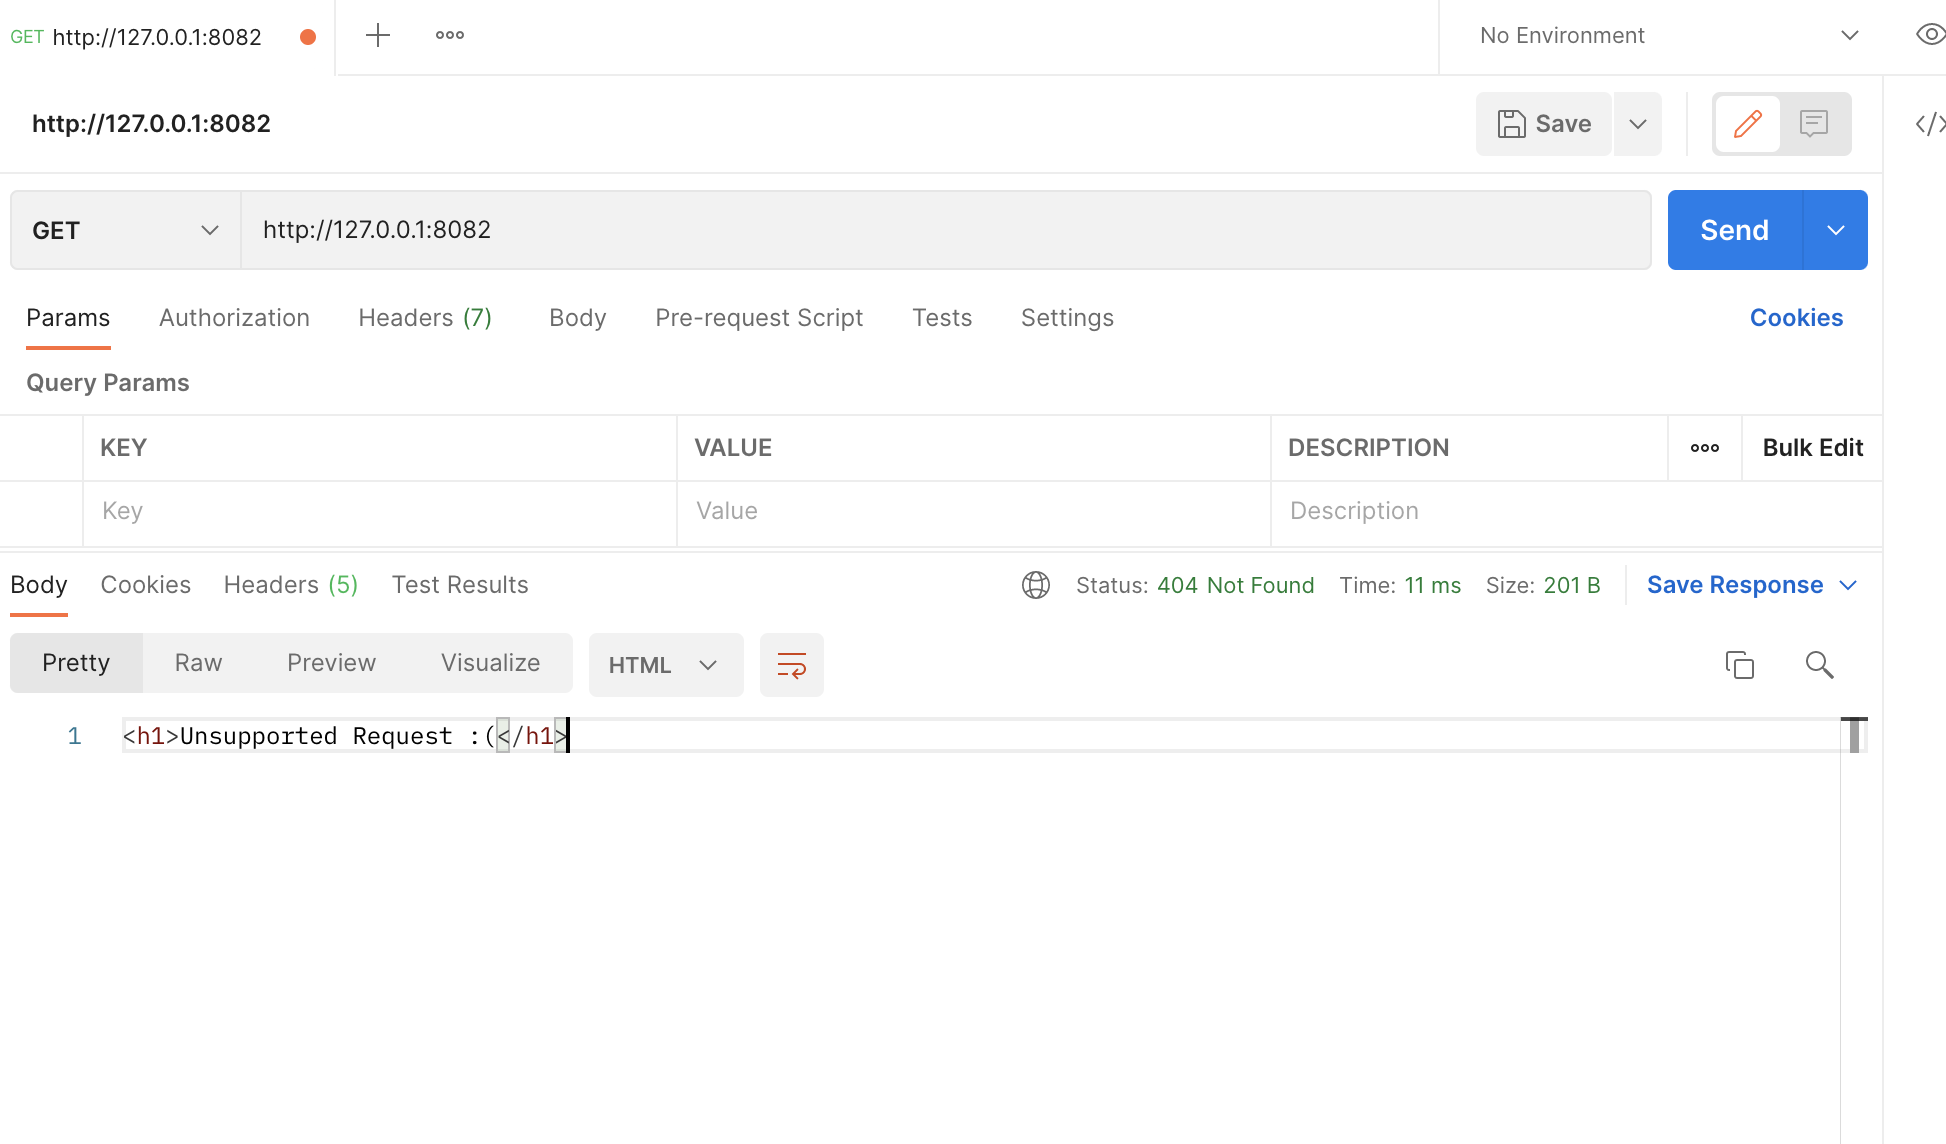 GET http://127.0.0.1:8082 No Environment
http://127.0.0.1:8082 Save
GET http://127.0.0.1:8082 Send
Params Authorization Headers (7) Body Pre-request Script Tests Settings Cookies
Query Params
KEY VALUE DESCRIPTION Bulk Edit
Key Value Description
Body Cookies Headers (5) Test Results Status: 404 Not Found Time: 11 ms Size: 201 B Save Response
Pretty Raw Preview Visualize HTML
1 <h1>Unsupported Request :(</h1>